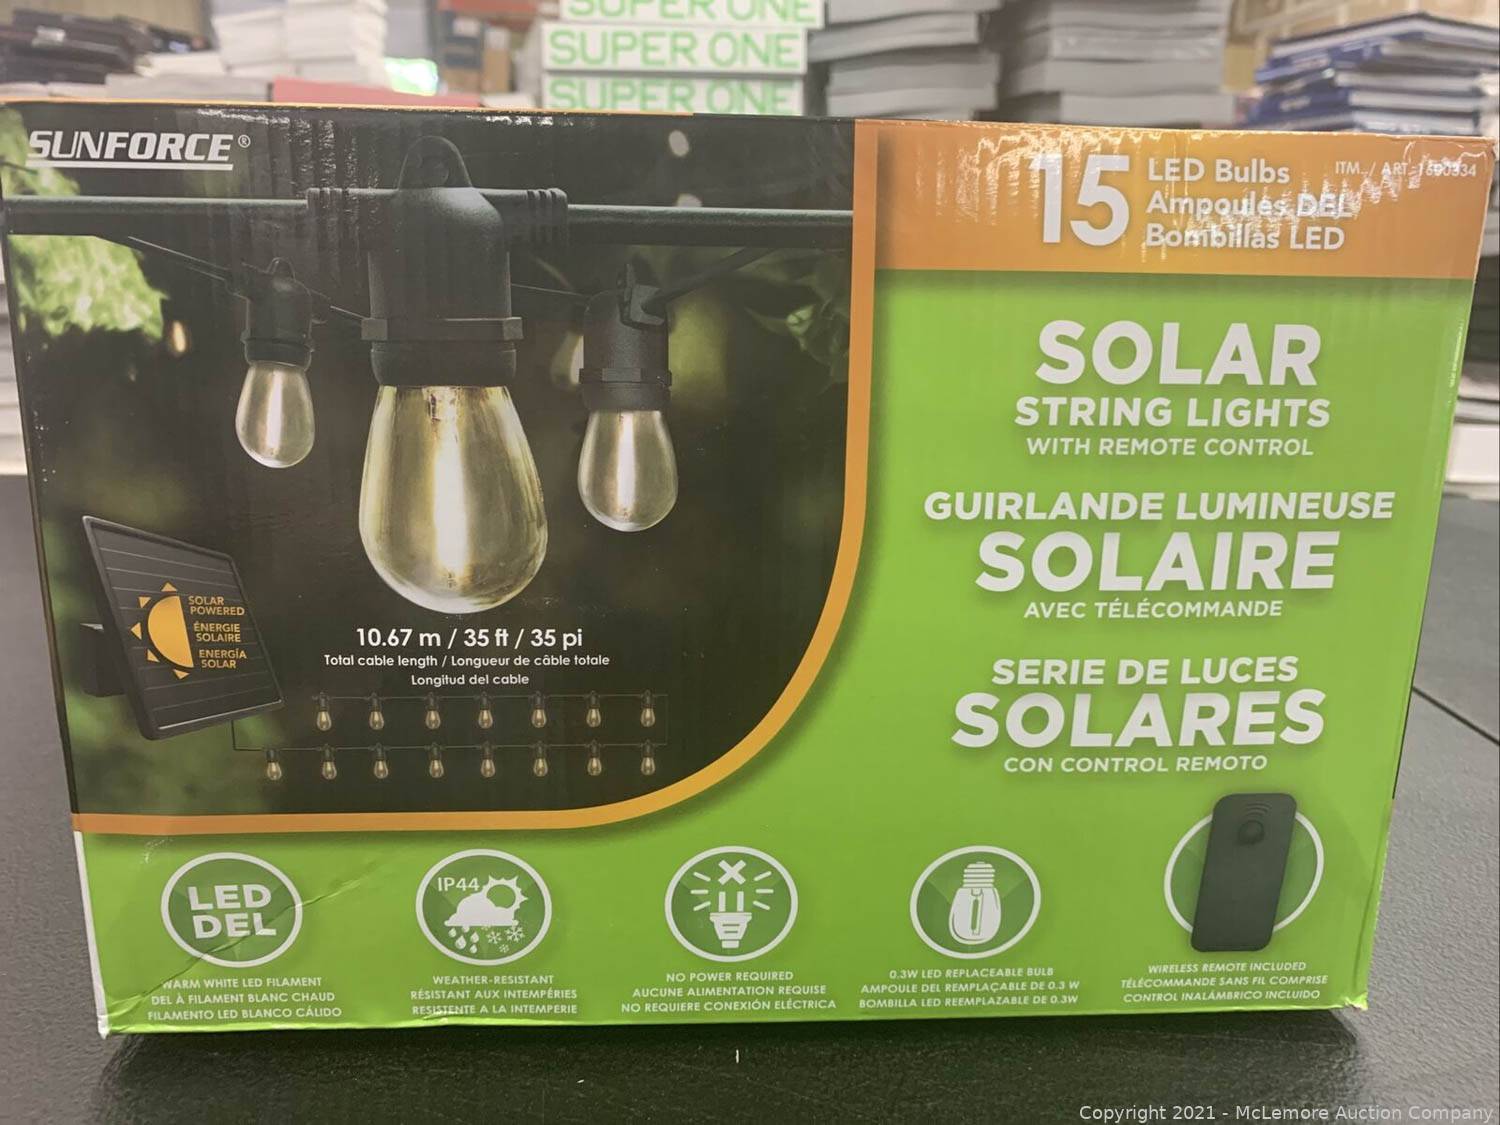 SUPER ONE
SUPER ONE
SUPER ONE
SUNFORCE®
15
LED Bulbs
Ampoules DEL
Bombillas LED
ITM. / ART. 1600334
SOLAR
STRING LIGHTS
WITH REMOTE CONTROL
GUIRLANDE LUMINEUSE
SOLAIRE
AVEC TÉLÉCOMMANDE
SERIE DE LUCES
SOLARES
CON CONTROL REMOTO
SOLAR
POWERED
ÉNERGIE
SOLAIRE
ENERGÍA
SOLAR
10.67 m / 35 ft / 35 pi
Total cable length / Longueur de câble totale
Longitud del cable
LED
DEL
WARM WHITE LED FILAMENT
DEL À FILAMENT BLANC CHAUD
FILAMENTO LED BLANCO CÁLIDO
IP44
WEATHER-RESISTANT
RÉSISTANT AUX INTEMPÉRIES
RESISTENTE A LA INTEMPERIE
NO POWER REQUIRED
AUCUNE ALIMENTATION REQUISE
NO REQUIERE CONEXIÓN ELÉCTRICA
0.3W LED REPLACEABLE BULB
AMPOULE DEL REMPLAÇABLE DE 0.3 W
BOMBILLA LED REEMPLAZABLE DE 0.3W
WIRELESS REMOTE INCLUDED
TÉLÉCOMMANDE SANS FIL COMPRISE
CONTROL INALÁMBRICO INCLUIDO
Copyright 2021 - McLemore Auction Company